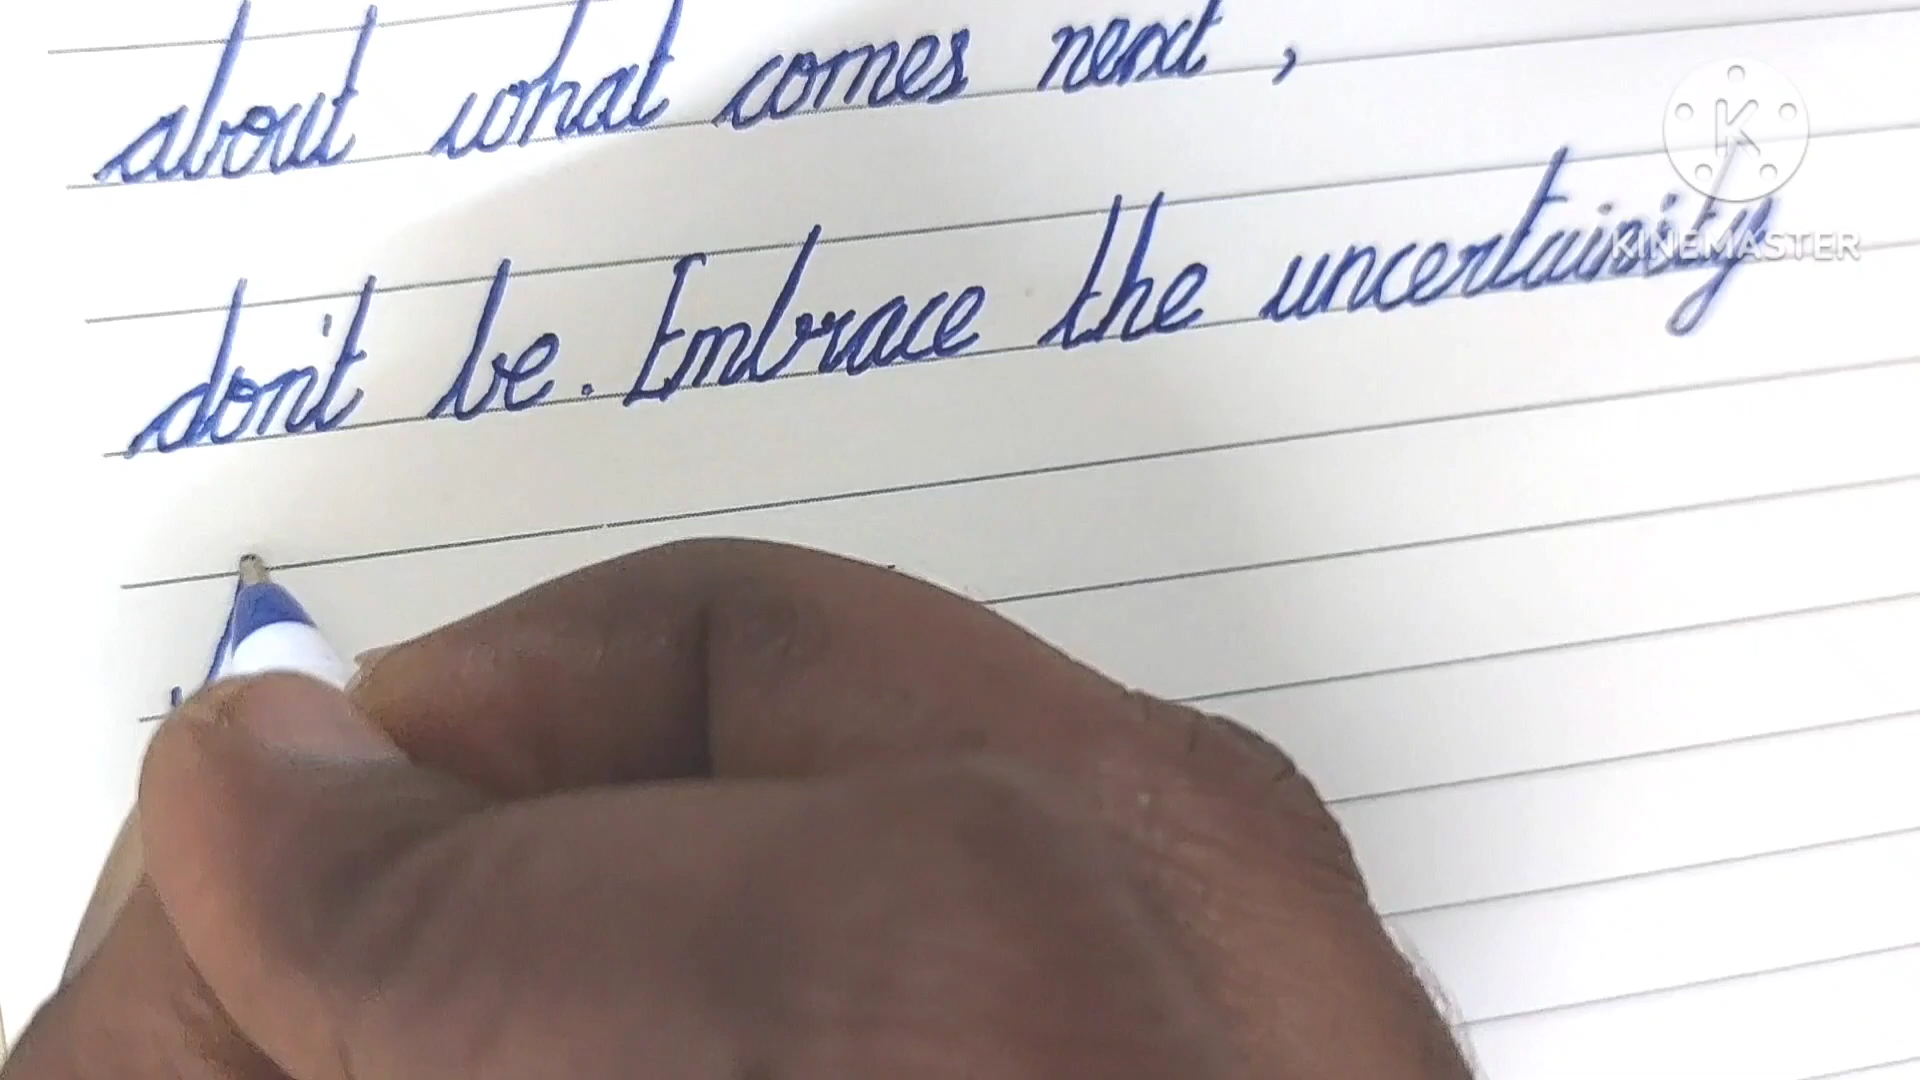 about what comes next,
don't be. Embrace the uncertainity
K
KINEMASTER